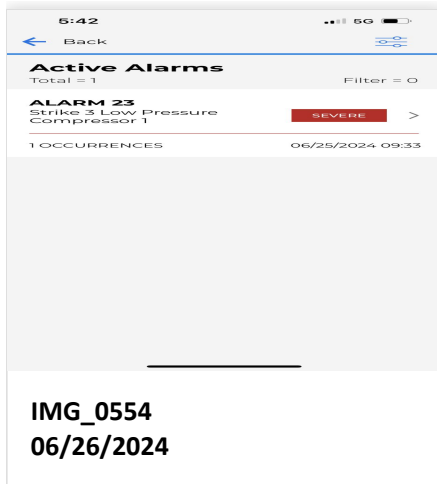 5:42
5G
Back
Active Alarms
Total = 1
Filter = 0
ALARM 23
Strike 3 Low Pressure
Compressor 1
SEVERE
>
1 OCCURRENCES
06/25/2024 09:33
IMG_0554
06/26/2024